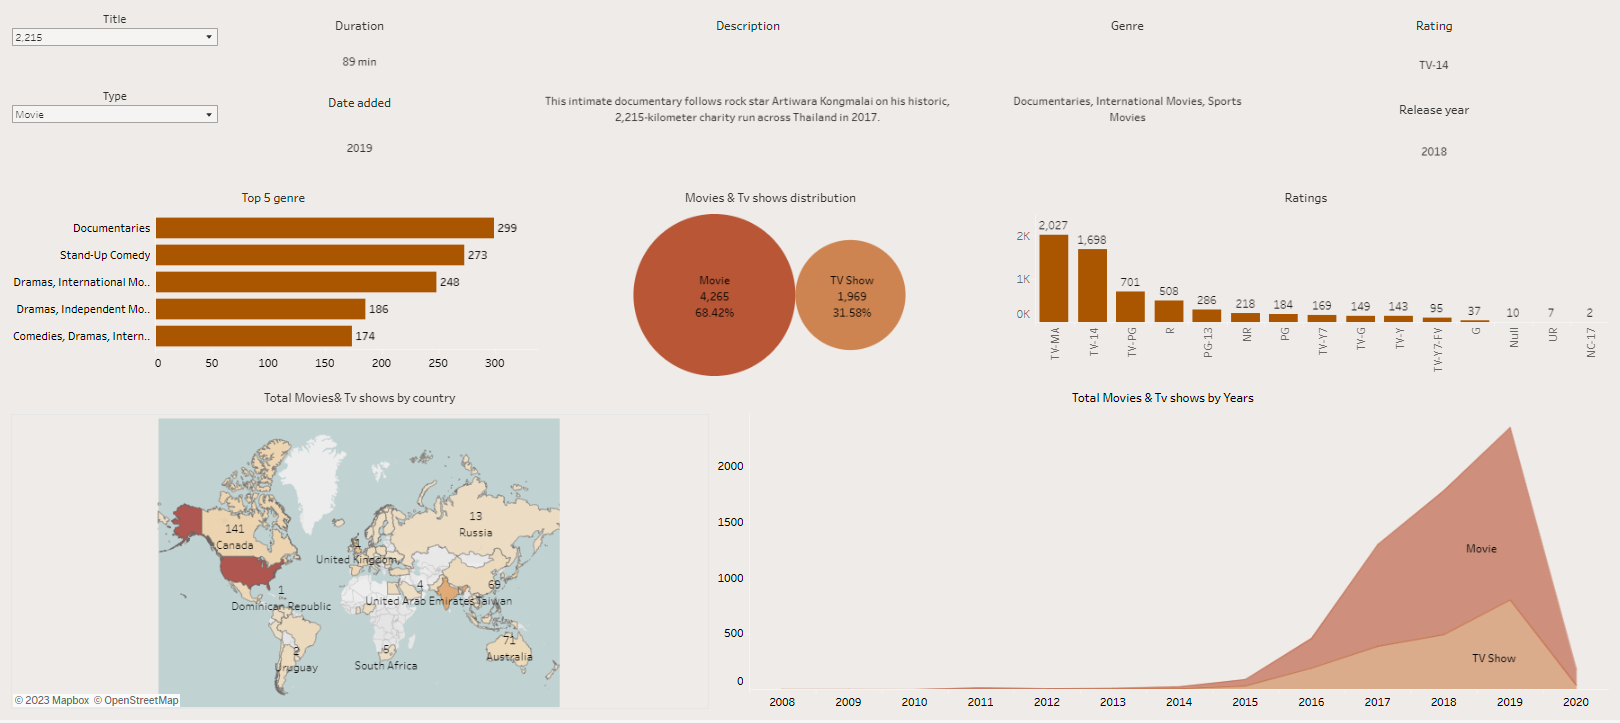 Title
2,215
Duration
89 min
Description
Genre
Rating
TV-14
Type
Movie
Date added
2019
This intimate documentary follows rock star Artiwara Kongmalai on his historic,
2,215-kilometer charity run across Thailand in 2017.
Documentaries, International Movies, Sports
Movies
Release year
2018
Top 5 genre
Documentaries
299
Stand-Up Comedy
273
Dramas, International Mo..
248
Dramas, Independent Mo..
186
Comedies, Dramas, Intern..
174
0 50 100 150 200 250 300
Movies & Tv shows distribution
Movie
4,265
68.42%
TV Show
1,969
31.58%
Ratings
2K
1K
0K
2,027 1,698 701 508 286 218 184 169 149 143 95 37 10 7 2
TV-MA TV-14 TV-PG R PG-13 NR PG TV-Y7 TV-G TV-Y TV-Y7-FV G Null UR NC-17
Total Movies& Tv shows by country
141
Canada
13
Russia
1
United Kingdom
1
Dominican Republic
4
United Arab Emirates
69
Taiwan
2
Uruguay
5
South Africa
71
Australia
© 2023 Mapbox © OpenStreetMap
Total Movies & Tv shows by Years
2000
1500
1000
500
0
Movie
TV Show
2008 2009 2010 2011 2012 2013 2014 2015 2016 2017 2018 2019 2020